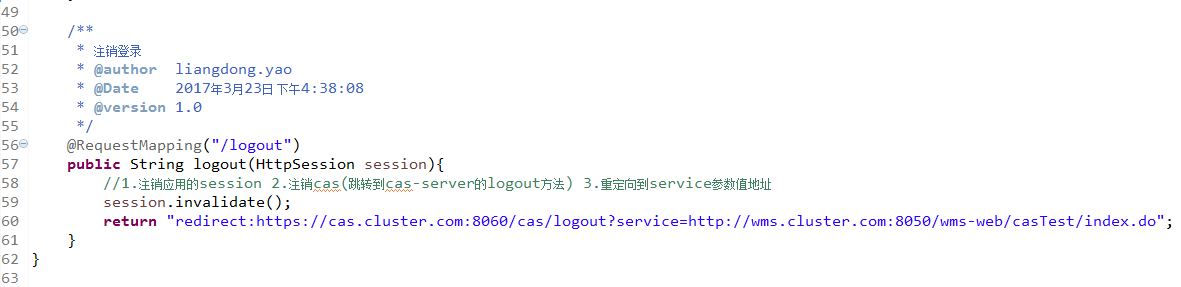 49
50 /**
51 * 注销登录
52 * @author liangdong.yao
53 * @Date 2017年3月23日下午4:38:08
54 * @version 1.0
55 */
56 @RequestMapping("/logout")
57 public String logout(HttpSession session){
58 //1.注销应用的session 2.注销cas(跳转到cas-server的logout方法) 3.重定向到service参数值地址
59 session.invalidate();
60 return "redirect:https://cas.cluster.com:8060/cas/logout?service=http://wms.cluster.com:8050/wms-web/casTest/index.do";
61 }
62 }
63